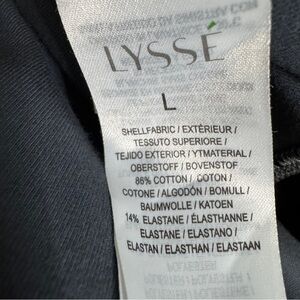 LYSSÉ
L
SHELLFABRIC / EXTÉRIEUR /
TESSUTO SUPERIORE /
TEJIDO EXTERIOR / YTMATERIAL /
OBERSTOFF / BOVENSTOF
86% COTTON / COTON /
COTONE / ALGODÓN / BOMULL /
BAUMWOLLE / KATOEN
14% ELASTANE / ÉLASTHANNE /
ELASTANE / ELASTANO /
ELASTAN / ELASTHAN / ELASTAAN